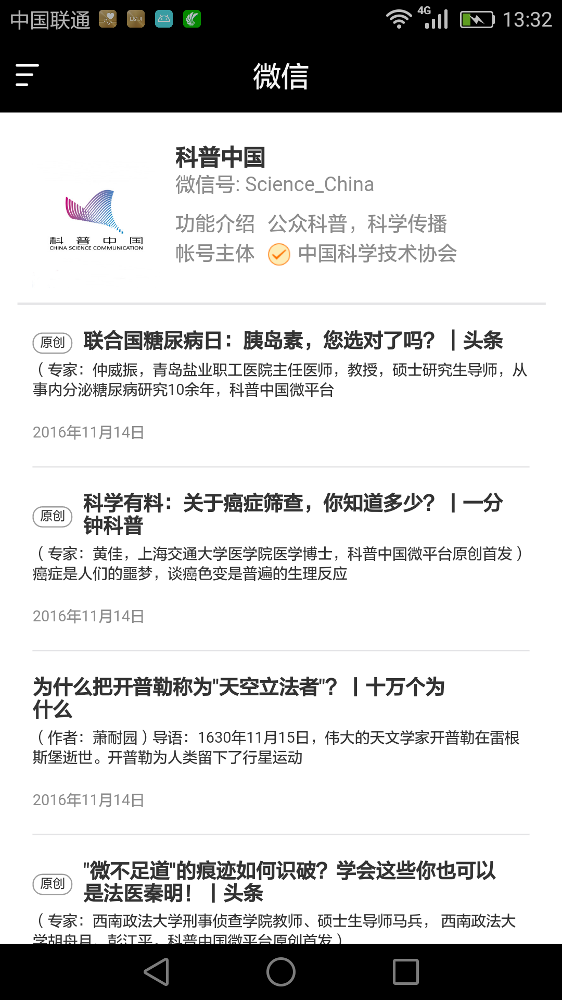 中国联通 EMUI 4G 13:32
微信
科普中国
微信号: Science_China
科普中国
CHINA SCIENCE COMMUNICATION
功能介绍 公众科普，科学传播
帐号主体 中国科学技术协会
原创 联合国糖尿病日：胰岛素，您选对了吗？ | 头条
（专家：仲威振，青岛盐业职工医院主任医师，教授，硕士研究生导师，从
事内分泌糖尿病研究10余年，科普中国微平台
2016年11月14日
原创 科学有料：关于癌症筛查，你知道多少？ | 一分
钟科普
（专家：黄佳，上海交通大学医学院医学博士，科普中国微平台原创首发）
癌症是人们的噩梦，谈癌色变是普遍的生理反应
2016年11月14日
为什么把开普勒称为"天空立法者"？ | 十万个为
什么
（作者：萧耐园）导语：1630年11月15日，伟大的天文学家开普勒在雷根
斯堡逝世。开普勒为人类留下了行星运动
2016年11月14日
原创 "微不足道"的痕迹如何识破？学会这些你也可以
是法医秦明！ | 头条
（专家：西南政法大学刑事侦查学院教师、硕士生导师马兵， 西南政法大
学胡舟月、彭江平，科普中国微平台原创首发）